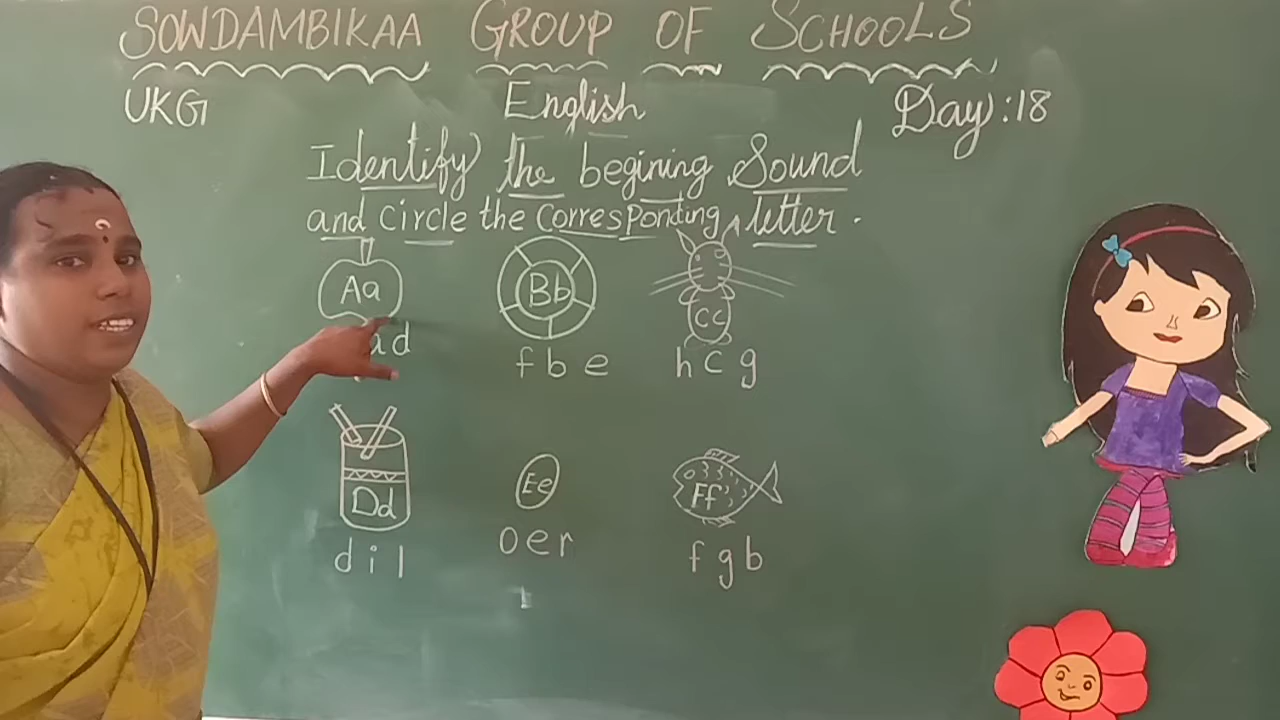 SOWDAMBIKAA GROUP OF SCHOOLS
UKG English Day:18
Identify the begining Sound
and circle the corresponding letter.
Aa Bb Cc
a d f b e h c g
Dd Ee Ff
d i l o e r f g b